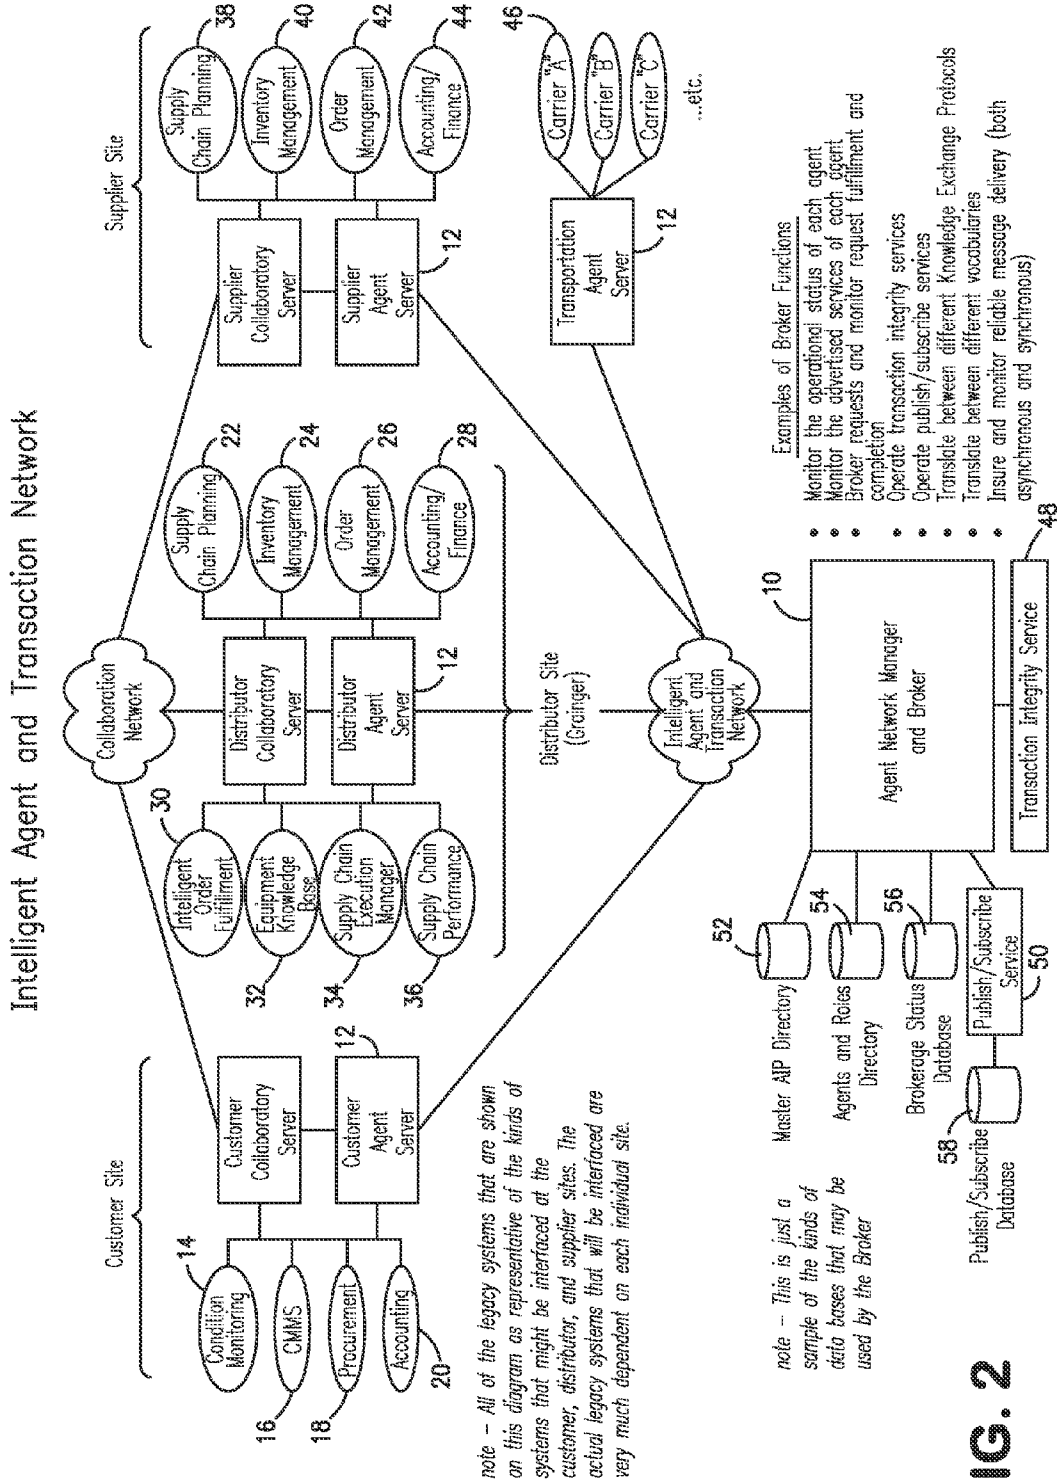 Intelligent Agent and Transaction Network
Customer Site
Supplier Site
Collaboration
Network
14
Condition
Monitoring
16
CMMS
18
Procurement
20
Accounting
Customer
Collaboratory
Server
Customer
Agent
Server
12
30
Intelligent
Order
Fulfillment
32
Equipment
Knowledge
Base
34
Supply Chain
Execution
Manager
36
Supply Chain
Performance
Distributor
Collaboratory
Server
Distributor
Agent
Server
12
Supply
Chain Planning
22
Inventory
Management
24
Order
Management
26
Accounting/
Finance
28
Distributor Site
(Grainger)
Supplier
Collaboratory
Server
Supplier
Agent
Server
12
Supply
Chain Planning
38
Inventory
Management
40
Order
Management
42
Accounting/
Finance
44
note – All of the legacy systems that are shown
on this diagram as representative of the kinds of
systems that might be interfaced at the
customer, distributor, and supplier sites. The
actual legacy systems that will be interfaced are
very much dependent on each individual site.
Intelligent
Agent and
Transaction
Network
Transportation
Agent
Server
12
46
Carrier "A"
Carrier "B"
Carrier "C"
...etc.
note – This is just a
sample of the kinds of
data bases that may be
used by the Broker
Master AIP Directory
52
Agents and Roles
Directory
54
Brokerage Status
Database
56
Publish/Subscribe
Service
50
58
Publish/Subscribe
Database
10
Agent Network Manager
and Broker
Transaction Integrity Service
48
Examples of Broker Functions
• Monitor the operational status of each agent
• Monitor the advertised services of each agent
• Broker requests and monitor request fulfillment and
completion
• Operate transaction integrity services
• Operate publish/subscribe services
• Translate between different Knowledge Exchange Protocols
• Translate between different vocabularies
• Insure and monitor reliable message delivery (both
asynchronous and synchronous)
IG. 2